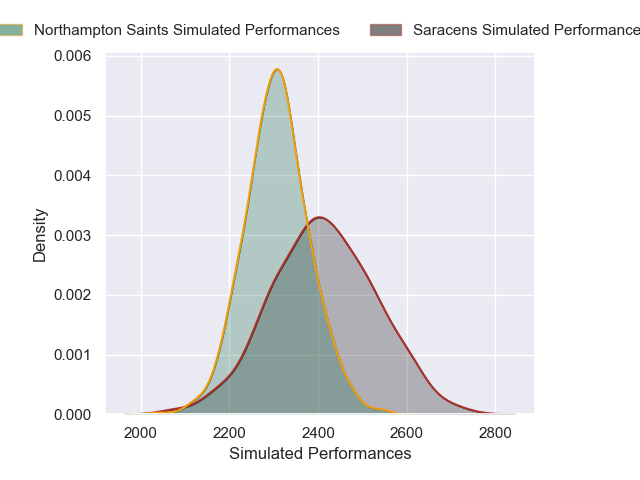 Northampton Saints Simulated Performances
Saracens Simulated Performance
0.006
0.005
0.004
0.003
0.002
0.001
0.000
Density
2000 2200 2400 2600 2800
Simulated Performances